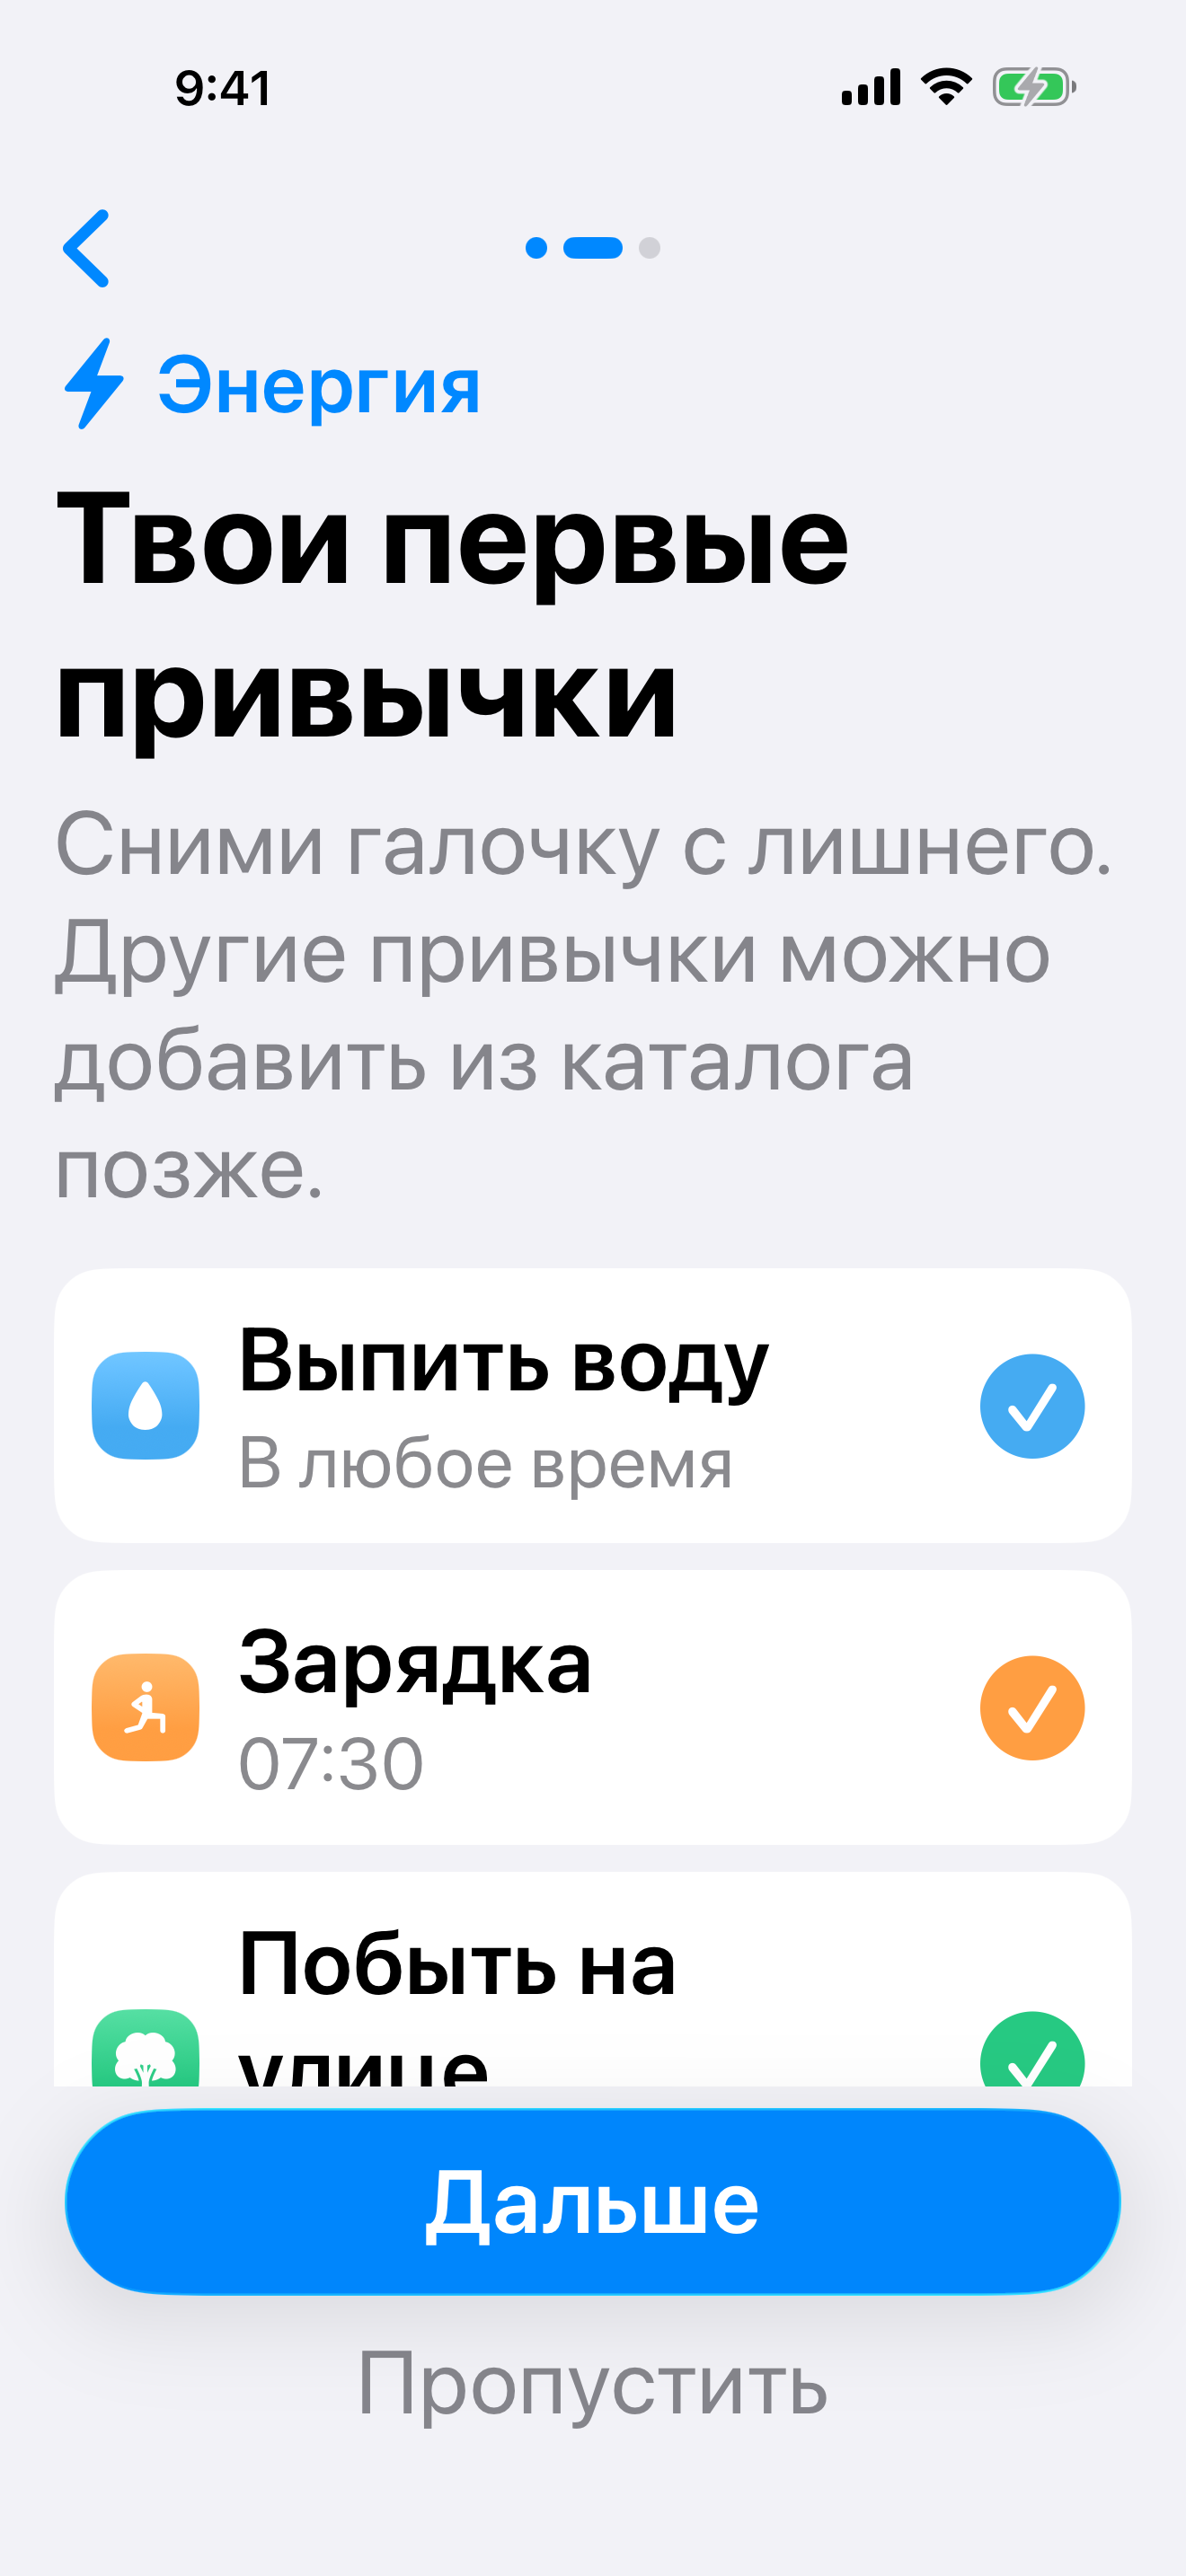 9:41
Энергия
Твои первые
привычки
Сними галочку с лишнего.
Другие привычки можно
добавить из каталога
позже.
Выпить воду
В любое время
Зарядка
07:30
Побыть на
улице
Дальше
Пропустить